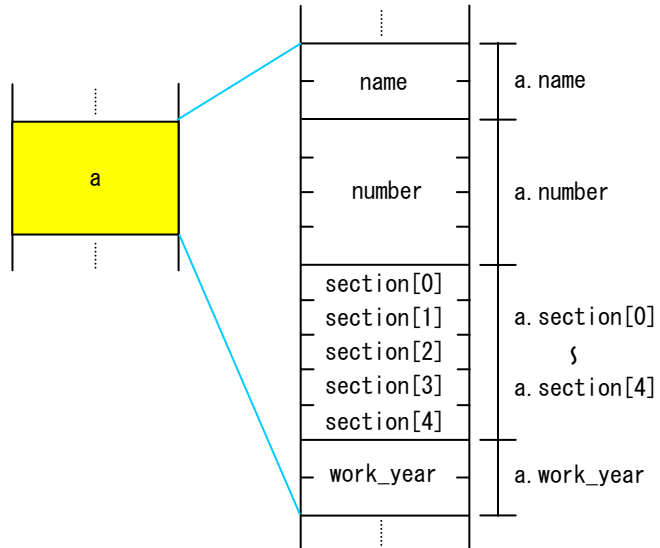 a
name
number
section[0]
section[1]
section[2]
section[3]
section[4]
work_year
a.name
a.number
a.section[0]
∫
a.section[4]
a.work_year